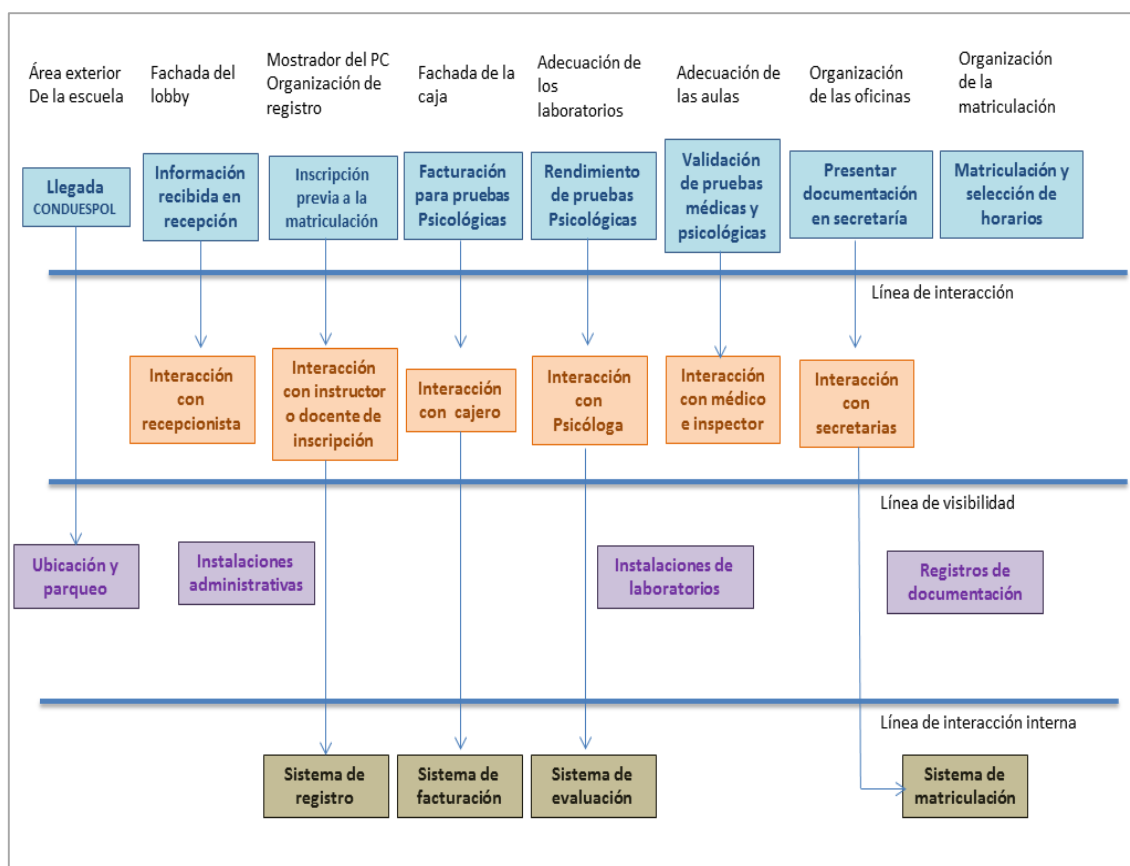 Área exterior
De la escuela
Fachada del
lobby
Mostrador del PC
Organización de
registro
Fachada de la
caja
Adecuación de
los
laboratorios
Adecuación de
las aulas
Organización
de las oficinas
Organización
de la
matriculación
Llegada
CONDUESPOL
Información
recibida en
recepción
Inscripción
previa a la
matriculación
Facturación
para pruebas
Psicológicas
Rendimiento
de pruebas
Psicológicas
Validación
de pruebas
médicas y
psicológicas
Presentar
documentación
en secretaría
Matriculación y
selección de
horarios
Línea de interacción
Interacción
con
recepcionista
Interacción
con instructor
o docente de
inscripción
Interacción
con cajero
Interacción
con
Psicóloga
Interacción
con médico
e inspector
Interacción
con
secretarias
Línea de visibilidad
Ubicación y
parqueo
Instalaciones
administrativas
Instalaciones de
laboratorios
Registros de
documentación
Línea de interacción interna
Sistema de
registro
Sistema de
facturación
Sistema de
evaluación
Sistema de
matriculación